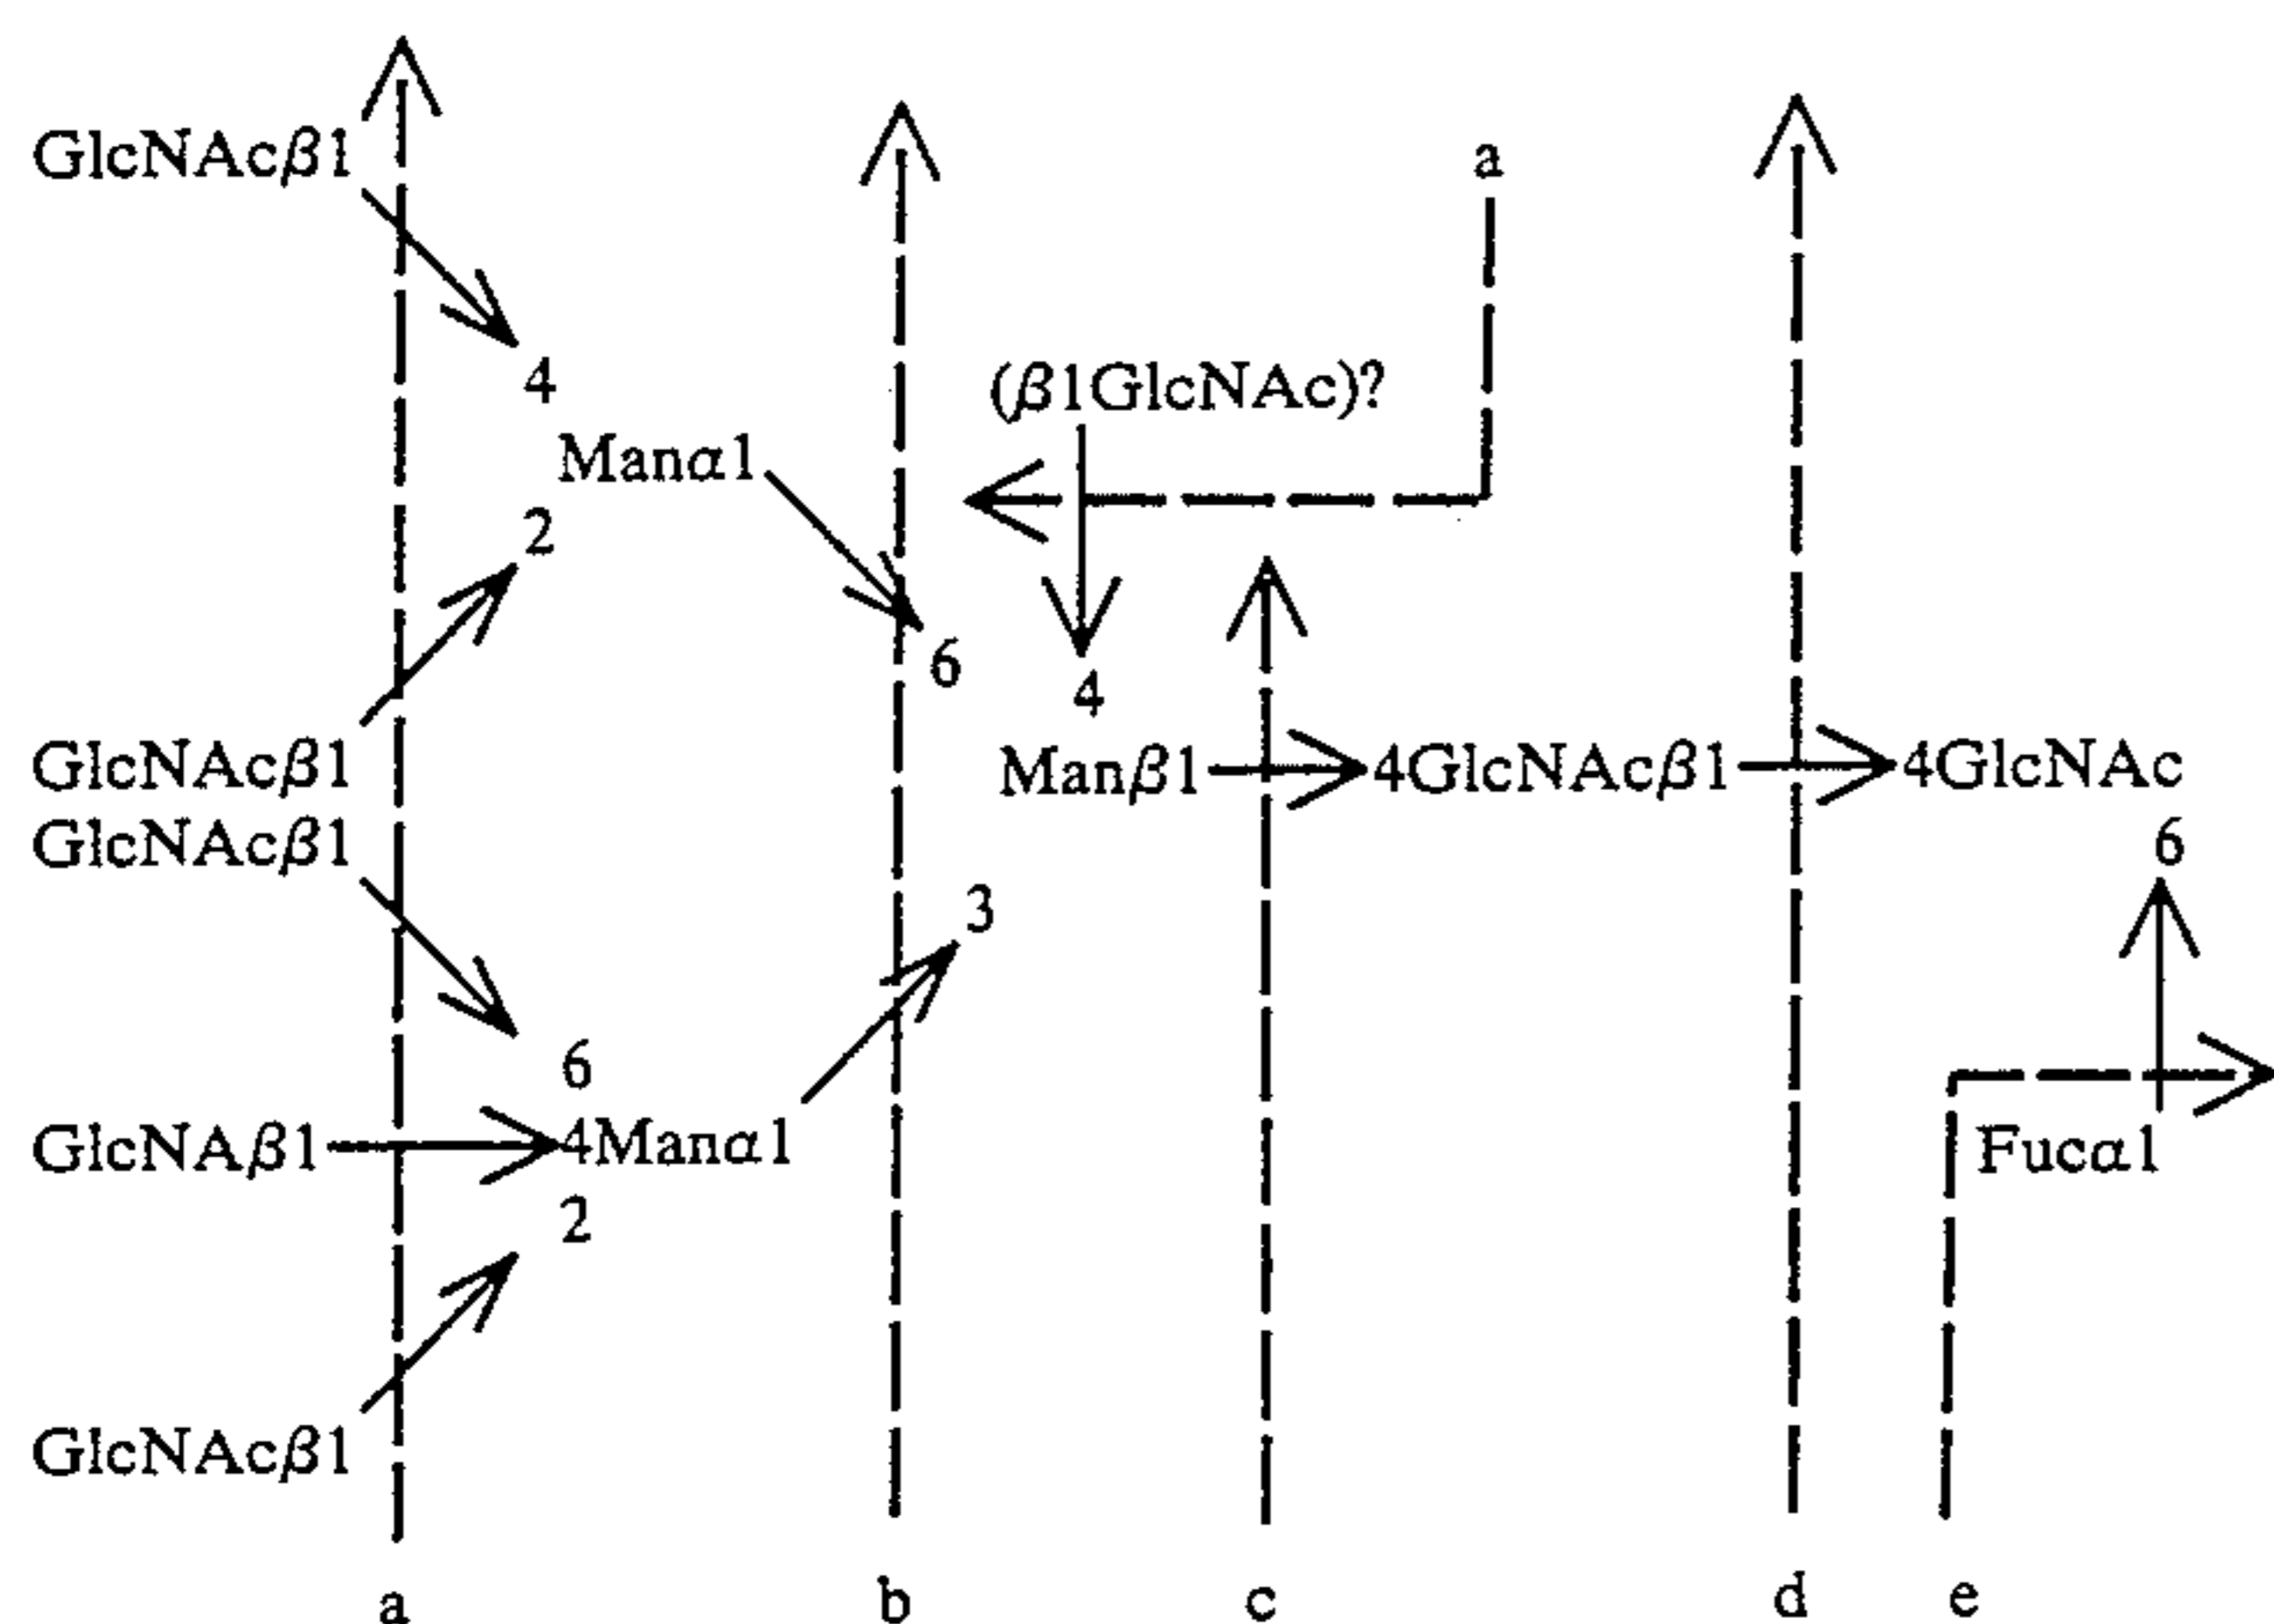 GlcNAcβ1
a
4
(β1GlcNAc)?
Manα1
2
6
4
GlcNAcβ1
Manβ1
4GlcNAcβ1
4GlcNAc
GlcNAcβ1
6
3
6
GlcNAβ1
4Manα1
Fucα1
2
GlcNAcβ1
a
b
c
d
e